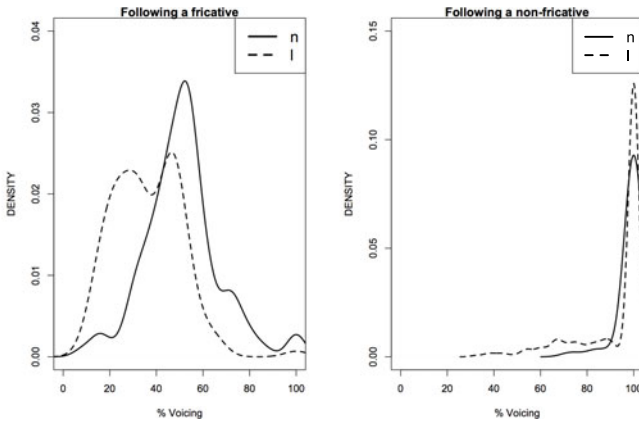 Following a fricative
n
l
0.04
0.03
0.02
0.01
0.00
DENSITY
0 20 40 60 80 100
% Voicing
Following a non-fricative
n
l
0.15
0.10
0.05
0.00
DENSITY
0 20 40 60 80 100
% Voicing